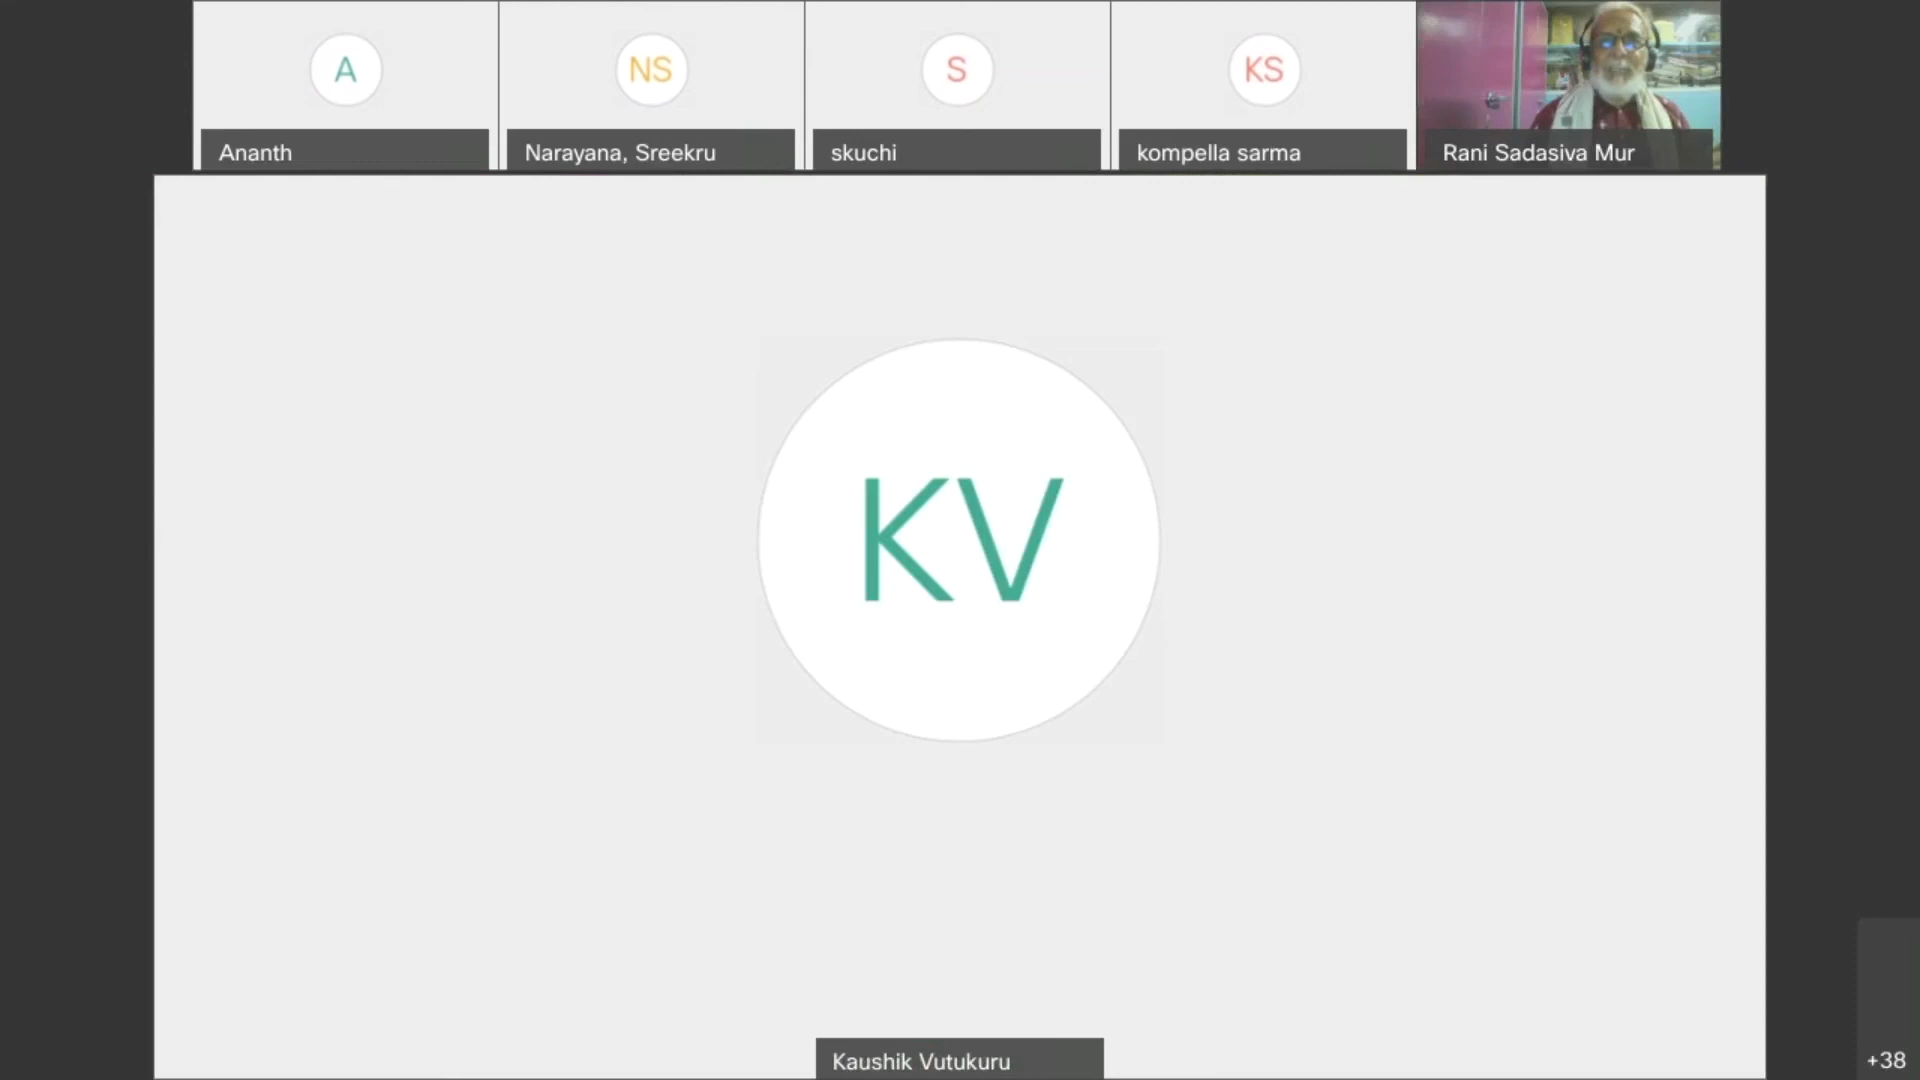 A
NS
S
KS
Ananth
Narayana, Sreekru
skuchi
kompella sarma
Rani Sadasiva Mur
KV
Kaushik Vutukuru
+38